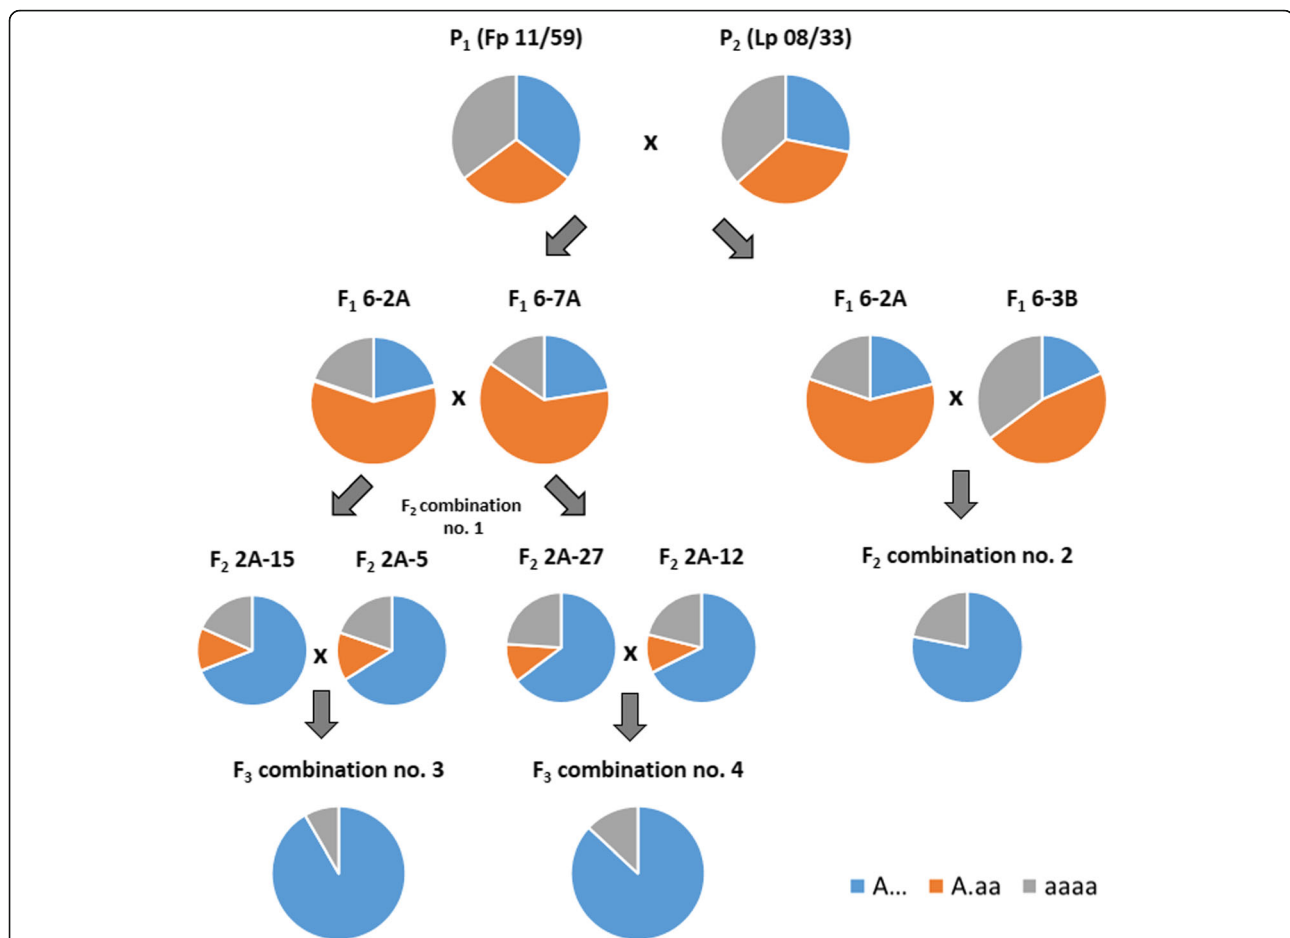 P₁ (Fp 11/59) P₂ (Lp 08/33)
x
F₁ 6-2A F₁ 6-7A F₁ 6-2A F₁ 6-3B
x x
F₂ combination
no. 1
F₂ 2A-15 F₂ 2A-5 F₂ 2A-27 F₂ 2A-12 F₂ combination no. 2
x x
F₃ combination no. 3 F₃ combination no. 4
A... A.aa aaaa